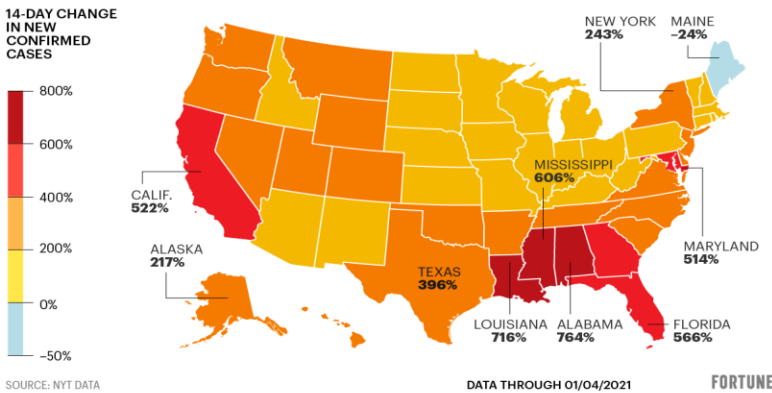 14-DAY CHANGE
IN NEW
CONFIRMED
CASES
800%
600%
400%
200%
0%
–50%
NEW YORK
243%
MAINE
–24%
CALIF.
522%
ALASKA
217%
TEXAS
396%
MISSISSIPPI
606%
LOUISIANA
716%
ALABAMA
764%
MARYLAND
514%
FLORIDA
566%
SOURCE: NYT DATA
DATA THROUGH 01/04/2021
FORTUNE